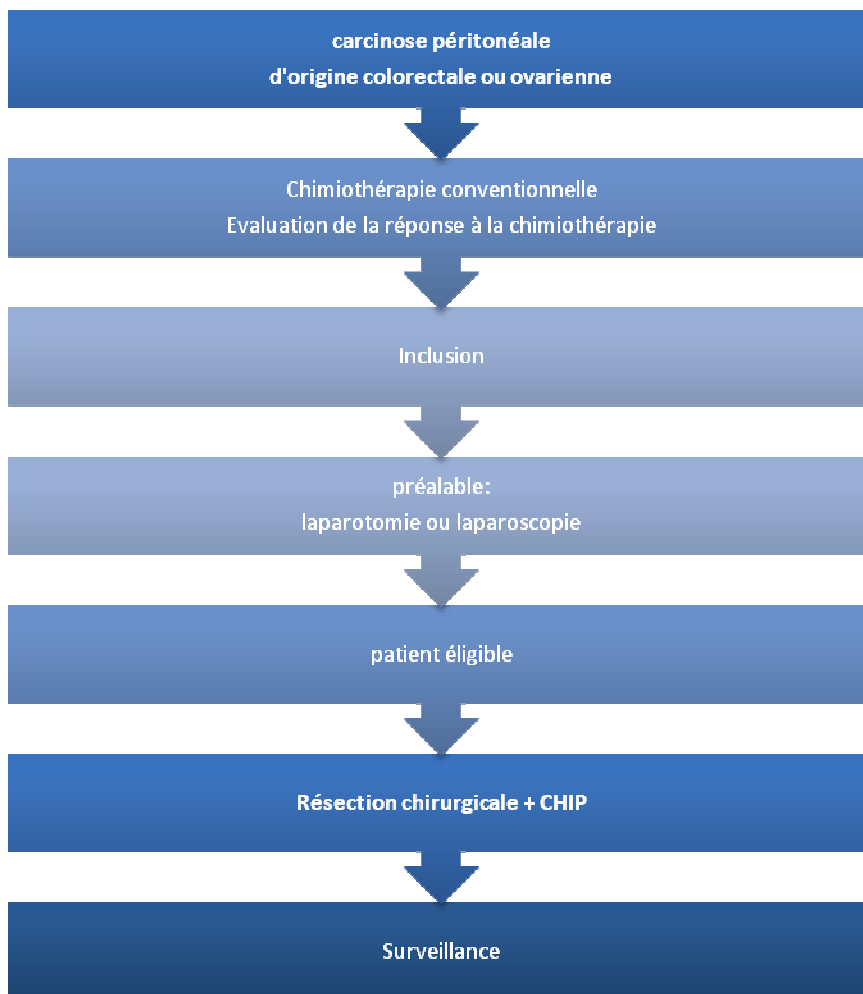 carcinose péritonéale
d'origine colorectale ou ovarienne
Chimiothérapie conventionnelle
Evaluation de la réponse à la chimiothérapie
Inclusion
préalable:
laparotomie ou laparoscopie
patient éligible
Résection chirurgicale + CHIP
Surveillance